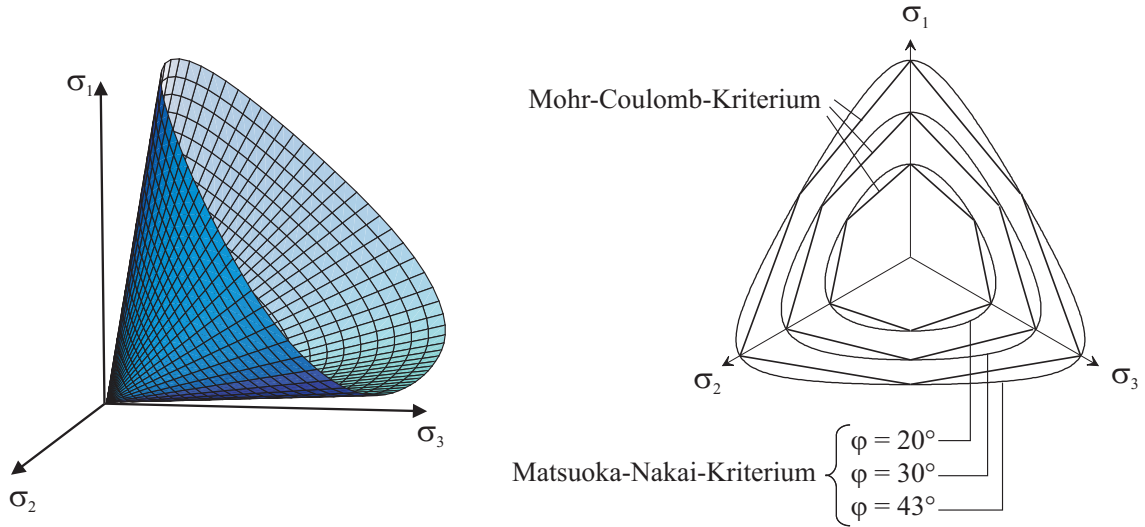 σ₁
σ₂
σ₃
σ₁
Mohr-Coulomb-Kriterium
σ₂
σ₃
Matsuoka-Nakai-Kriterium
φ = 20°
φ = 30°
φ = 43°